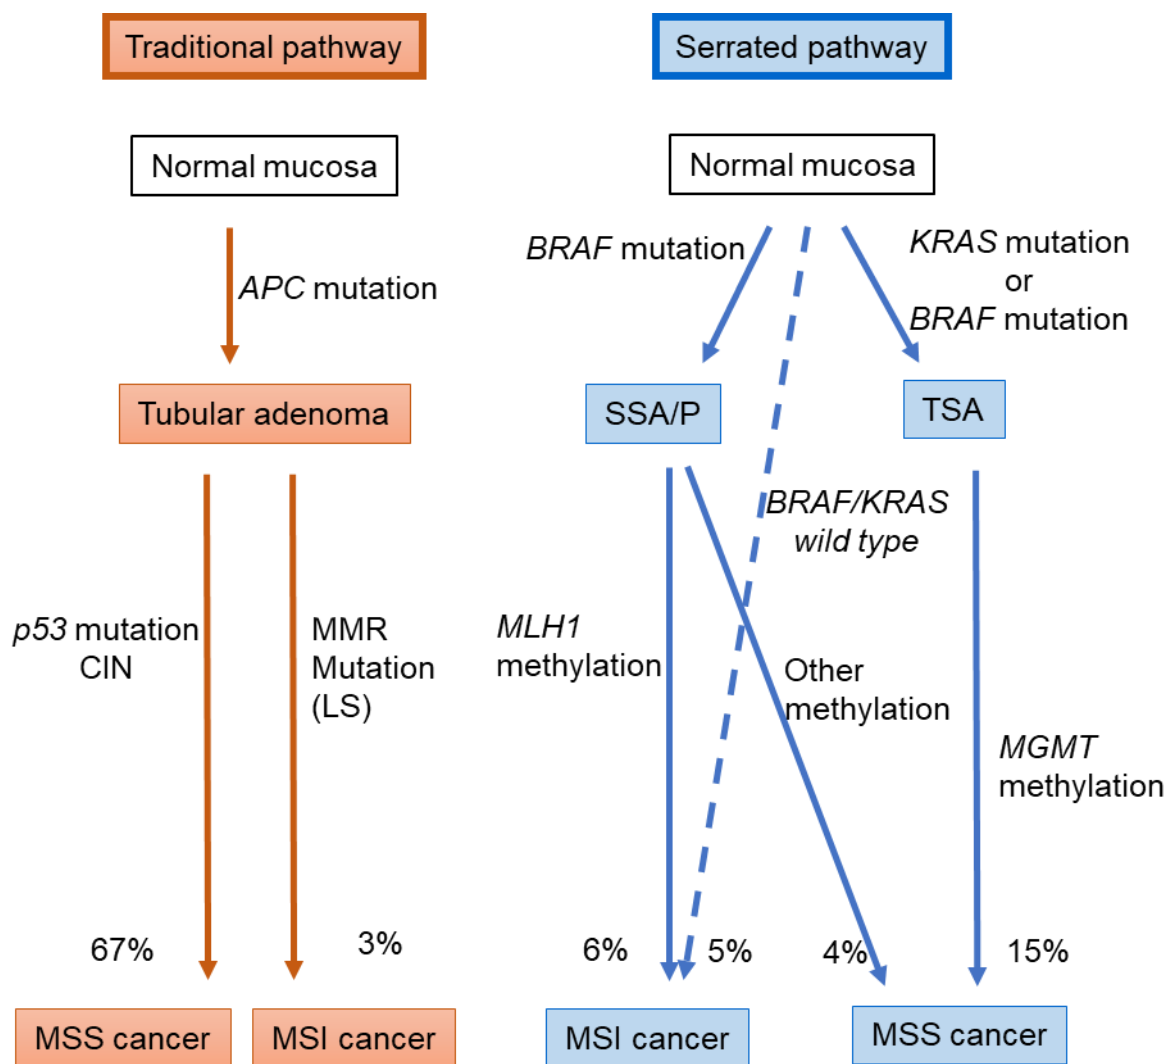 Traditional pathway
Serrated pathway
Normal mucosa
Normal mucosa
APC mutation
BRAF mutation
KRAS mutation
or
BRAF mutation
Tubular adenoma
SSA/P
TSA
BRAF/KRAS
wild type
p53 mutation
CIN
MMR
Mutation
(LS)
MLH1
methylation
Other
methylation
MGMT
methylation
67%
3%
6%
5%
4%
15%
MSS cancer
MSI cancer
MSI cancer
MSS cancer